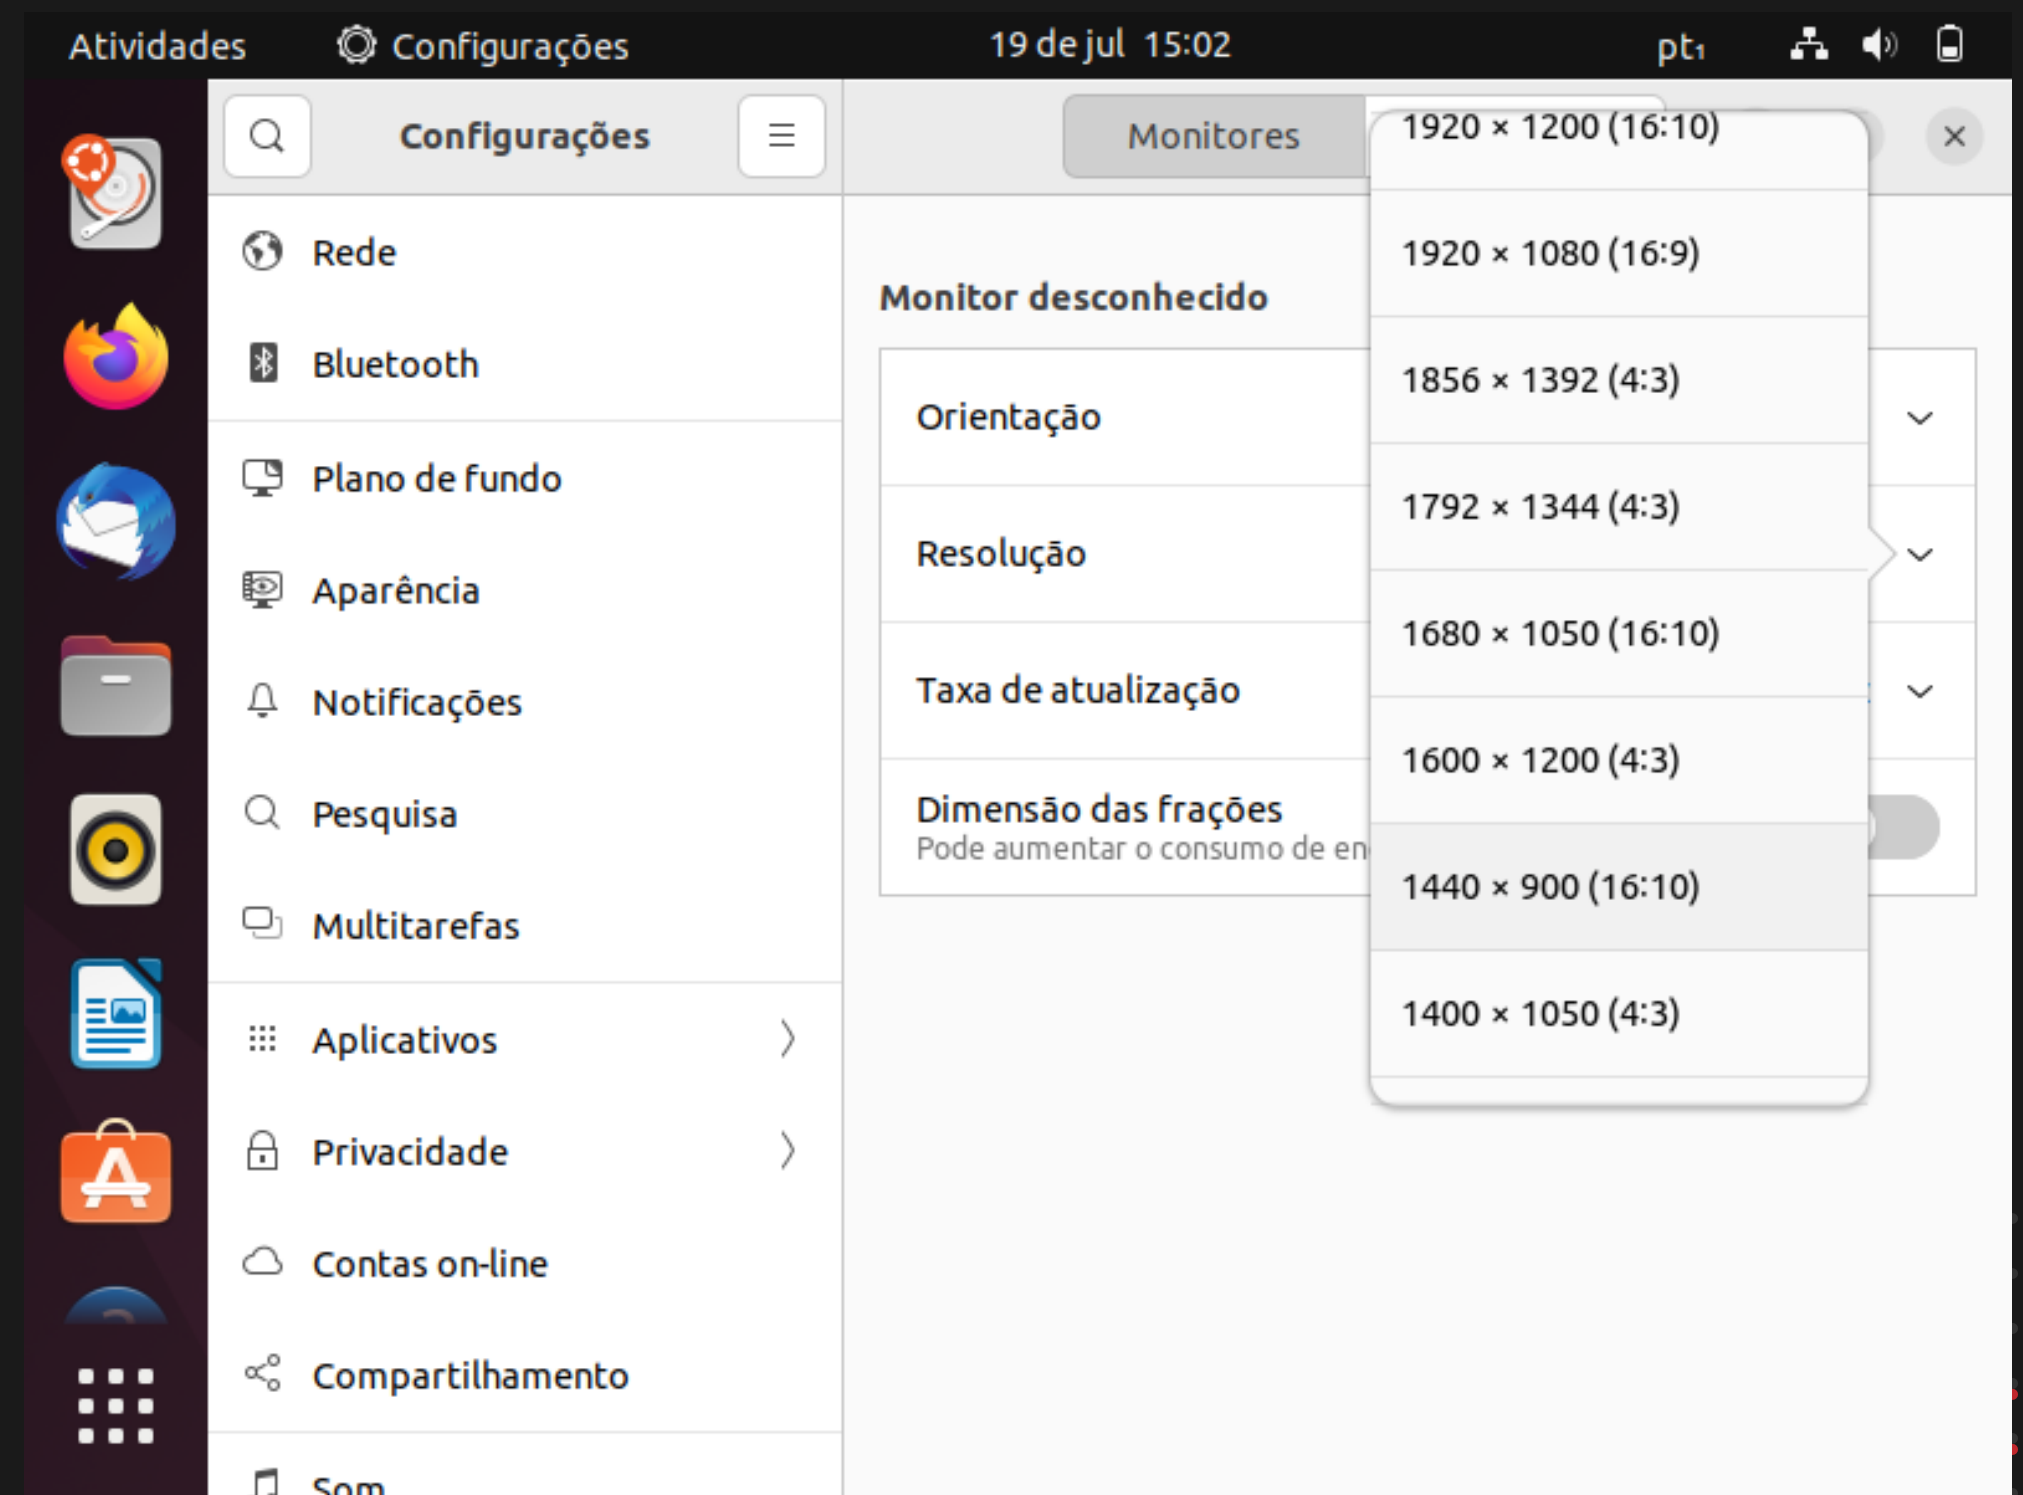 Atividades
Configurações
19 de jul 15:02
pt₁
Configurações
Monitores
Rede
Bluetooth
Plano de fundo
Aparência
Notificações
Pesquisa
Multitarefas
Aplicativos
Privacidade
Contas on-line
Compartilhamento
Som
Monitor desconhecido
Orientação
Resolução
Taxa de atualização
Dimensão das frações
Pode aumentar o consumo de en
1920 × 1200 (16:10)
1920 × 1080 (16:9)
1856 × 1392 (4:3)
1792 × 1344 (4:3)
1680 × 1050 (16:10)
1600 × 1200 (4:3)
1440 × 900 (16:10)
1400 × 1050 (4:3)